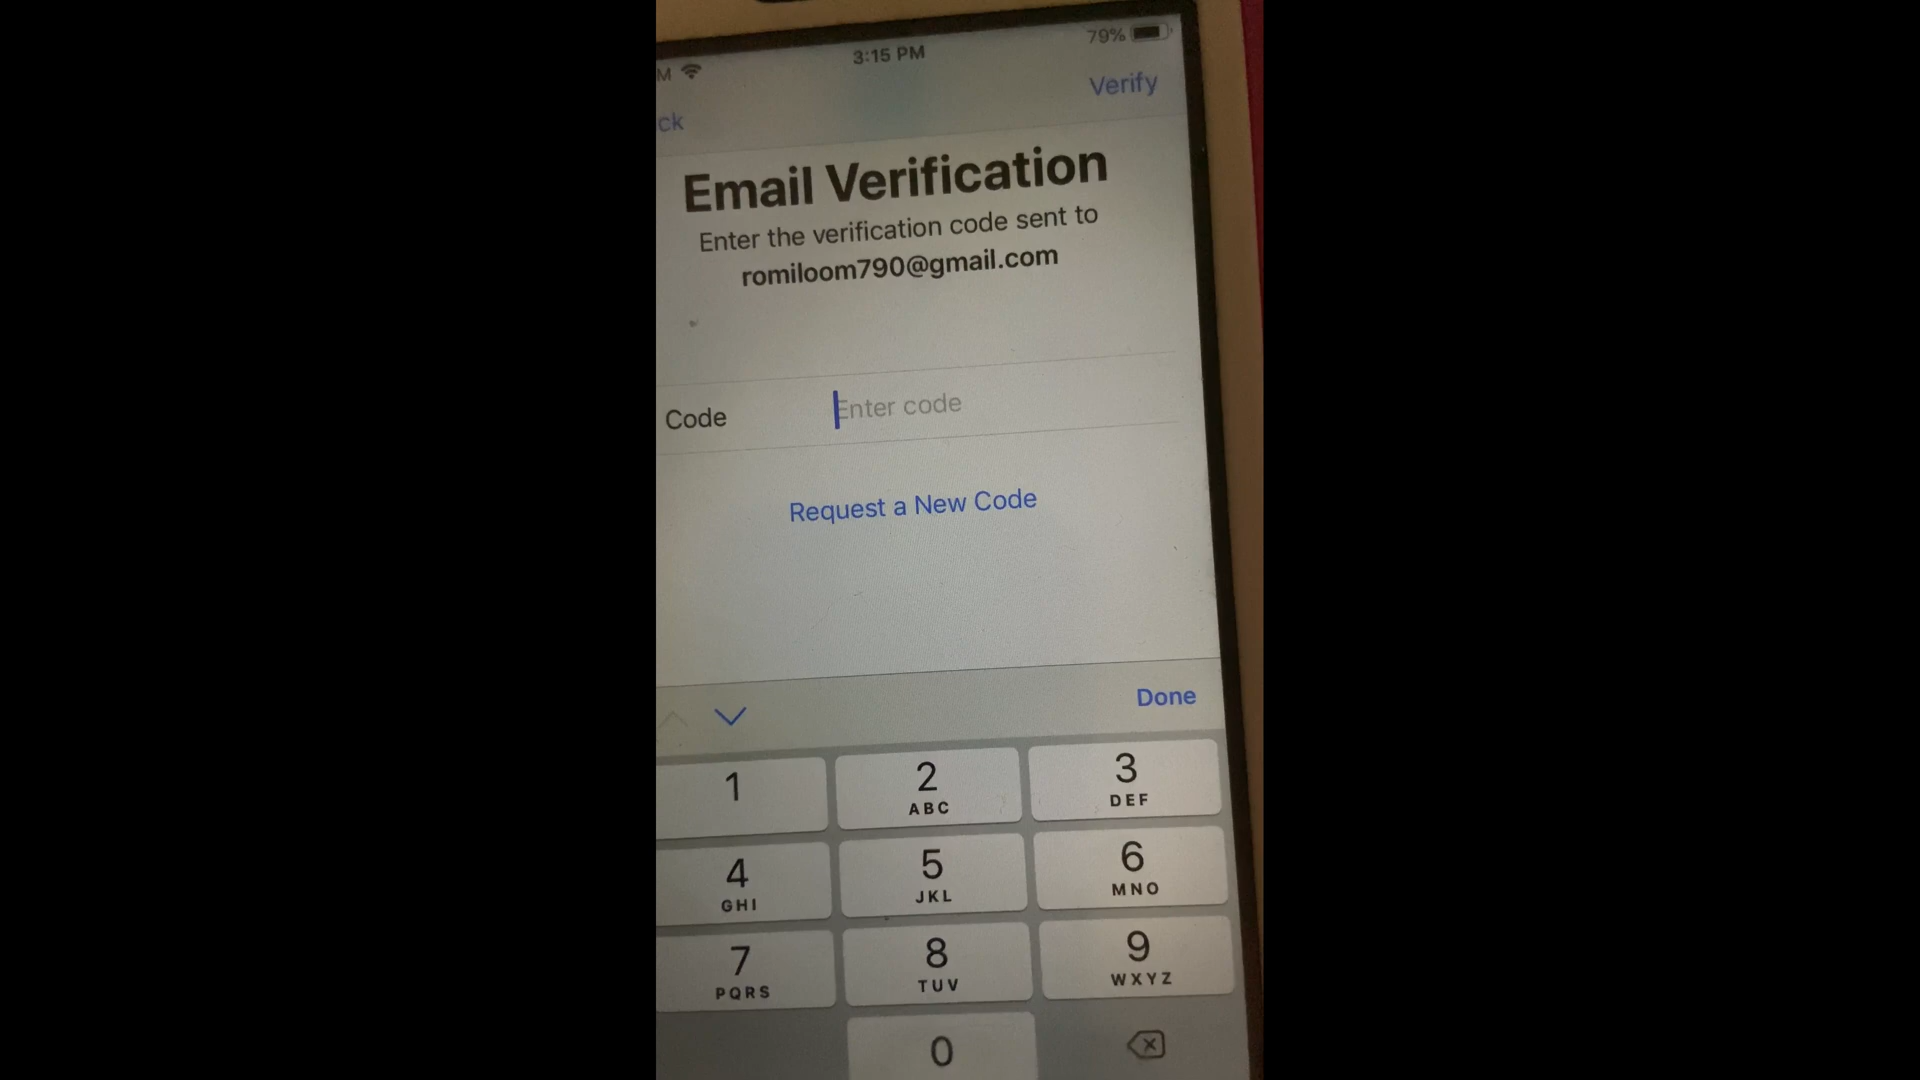 79%
3:15 PM
M
Verify
ck
Email Verification
Enter the verification code sent to
romiloom790@gmail.com
Code Enter code
Request a New Code
Done
1 2 3
ABC DEF
4 5 6
GHI JKL MNO
7 8 9
PQRS TUV WXYZ
0